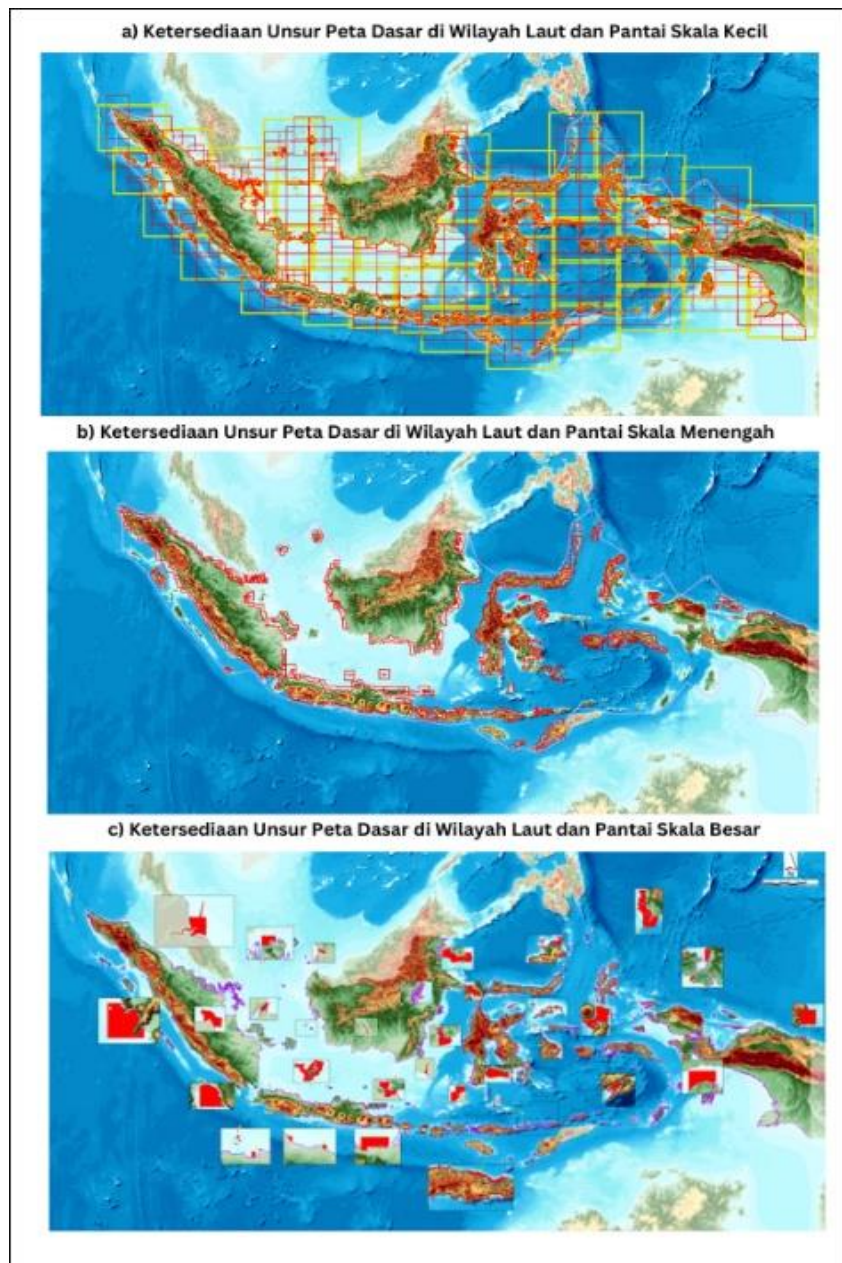 a) Ketersediaan Unsur Peta Dasar di Wilayah Laut dan Pantai Skala Kecil
b) Ketersediaan Unsur Peta Dasar di Wilayah Laut dan Pantai Skala Menengah
c) Ketersediaan Unsur Peta Dasar di Wilayah Laut dan Pantai Skala Besar